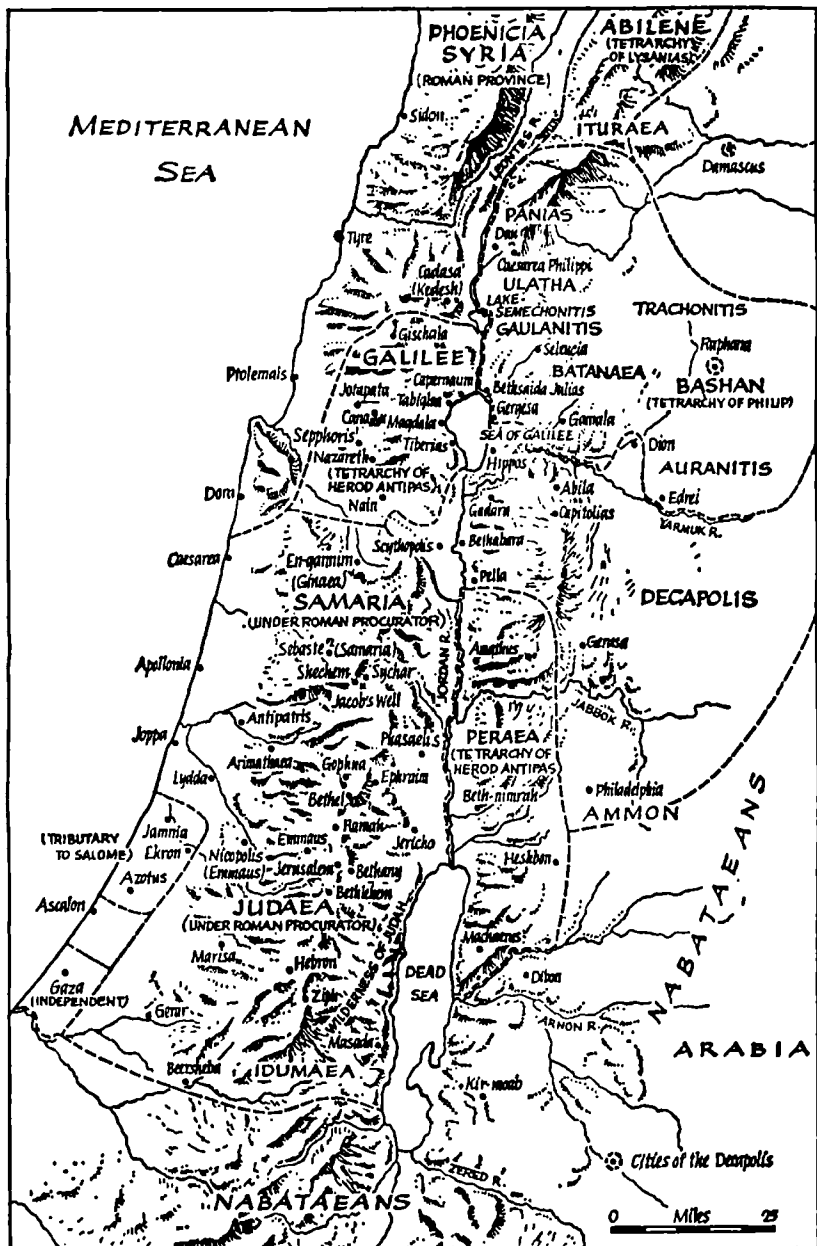 PHOENICIA
SYRIA
(ROMAN PROVINCE)
ABILENE
(TETRARCHY
OF LYSANIAS)
MEDITERRANEAN
SEA
Sidon
LEONTES R.
ITURAEA
Damascus
PANIAS
Tyre
Dan
Caesarea Philippi
Cadasa
(Kedesh)
ULATHA
LAKE
SEMECHONITIS
TRACHONITIS
Gischala
GAULANITIS
GALILEE
Seleucia
Raphana
BATANAEA
Ptolemais
Capernaum
Bethsaida Julias
BASHAN
(TETRARCHY OF PHILIP)
Jotapata
Tabigha
Gergesa
Cana
Magdala
Gamala
SEA OF GALILEE
Sepphoris
Tiberias
Dion
Nazareth
Hippos
AURANITIS
(TETRARCHY OF
HEROD ANTIPAS)
Abila
Edrei
Dora
Nain
Gadara
Capitolias
YARMUK R.
Scythopolis
Bethabara
Caesarea
En-gannim
(Ginaea)
Pella
SAMARIA
(UNDER ROMAN PROCURATOR)
DECAPOLIS
JORDAN R.
Sebaste (Samaria)
Amathus
Gerasa
Apollonia
Shechem
Sychar
Jacob's Well
JABBOK R.
Antipatris
Phasaelis
PERAEA
(TETRARCHY OF
HEROD ANTIPAS
Joppa
Arimathaea
Gophna
Lydda
Ephraim
Beth-nimrah
Philadelphia
Bethel
AMMON
Jamnia
Ramah
Jericho
(TRIBUTARY
TO SALOME)
Ekron
Nicopolis
(Emmaus)
Emmaus
Heshbon
Jerusalem
Bethany
Azotus
Bethlehem
Ascalon
JUDAEA
(UNDER ROMAN PROCURATOR)
NABATAEANS
Machaerus
Marisa
WILDERNESS OF JUDAH
DEAD
SEA
Hebron
Dibon
Gaza
(INDEPENDENT)
Ziph
Gerar
ARNON R.
Masada
ARABIA
Beersheba
IDUMAEA
Kir-moab
Cities of the Decapolis
ZERED R.
NABATAEANS
0 Miles 25